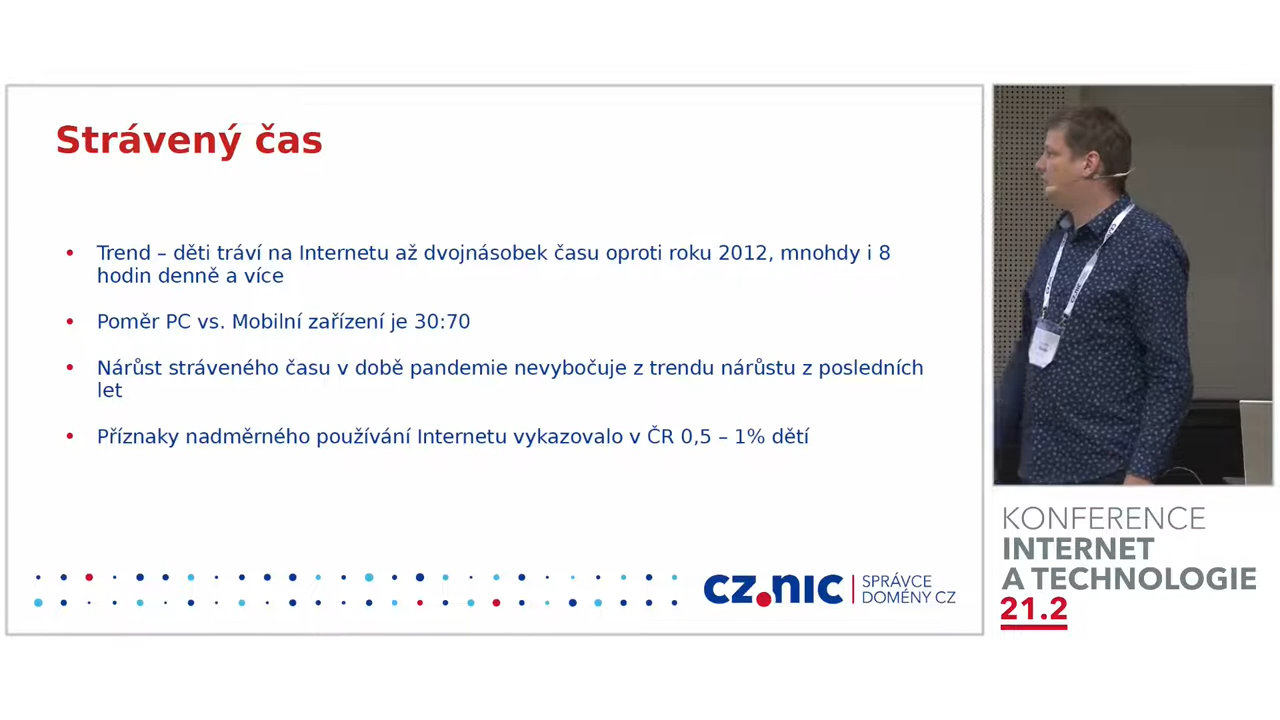 Strávený čas
• Trend – děti tráví na Internetu až dvojnásobek času oproti roku 2012, mnohdy i 8
hodin denně a více
• Poměr PC vs. Mobilní zařízení je 30:70
• Nárůst stráveného času v době pandemie nevybočuje z trendu nárůstu z posledních
let
• Příznaky nadměrného používání Internetu vykazovalo v ČR 0,5 – 1% dětí
CZ.NIC | SPRÁVCE
DOMÉNY CZ
KONFERENCE
INTERNET
A TECHNOLOGIE
21.2